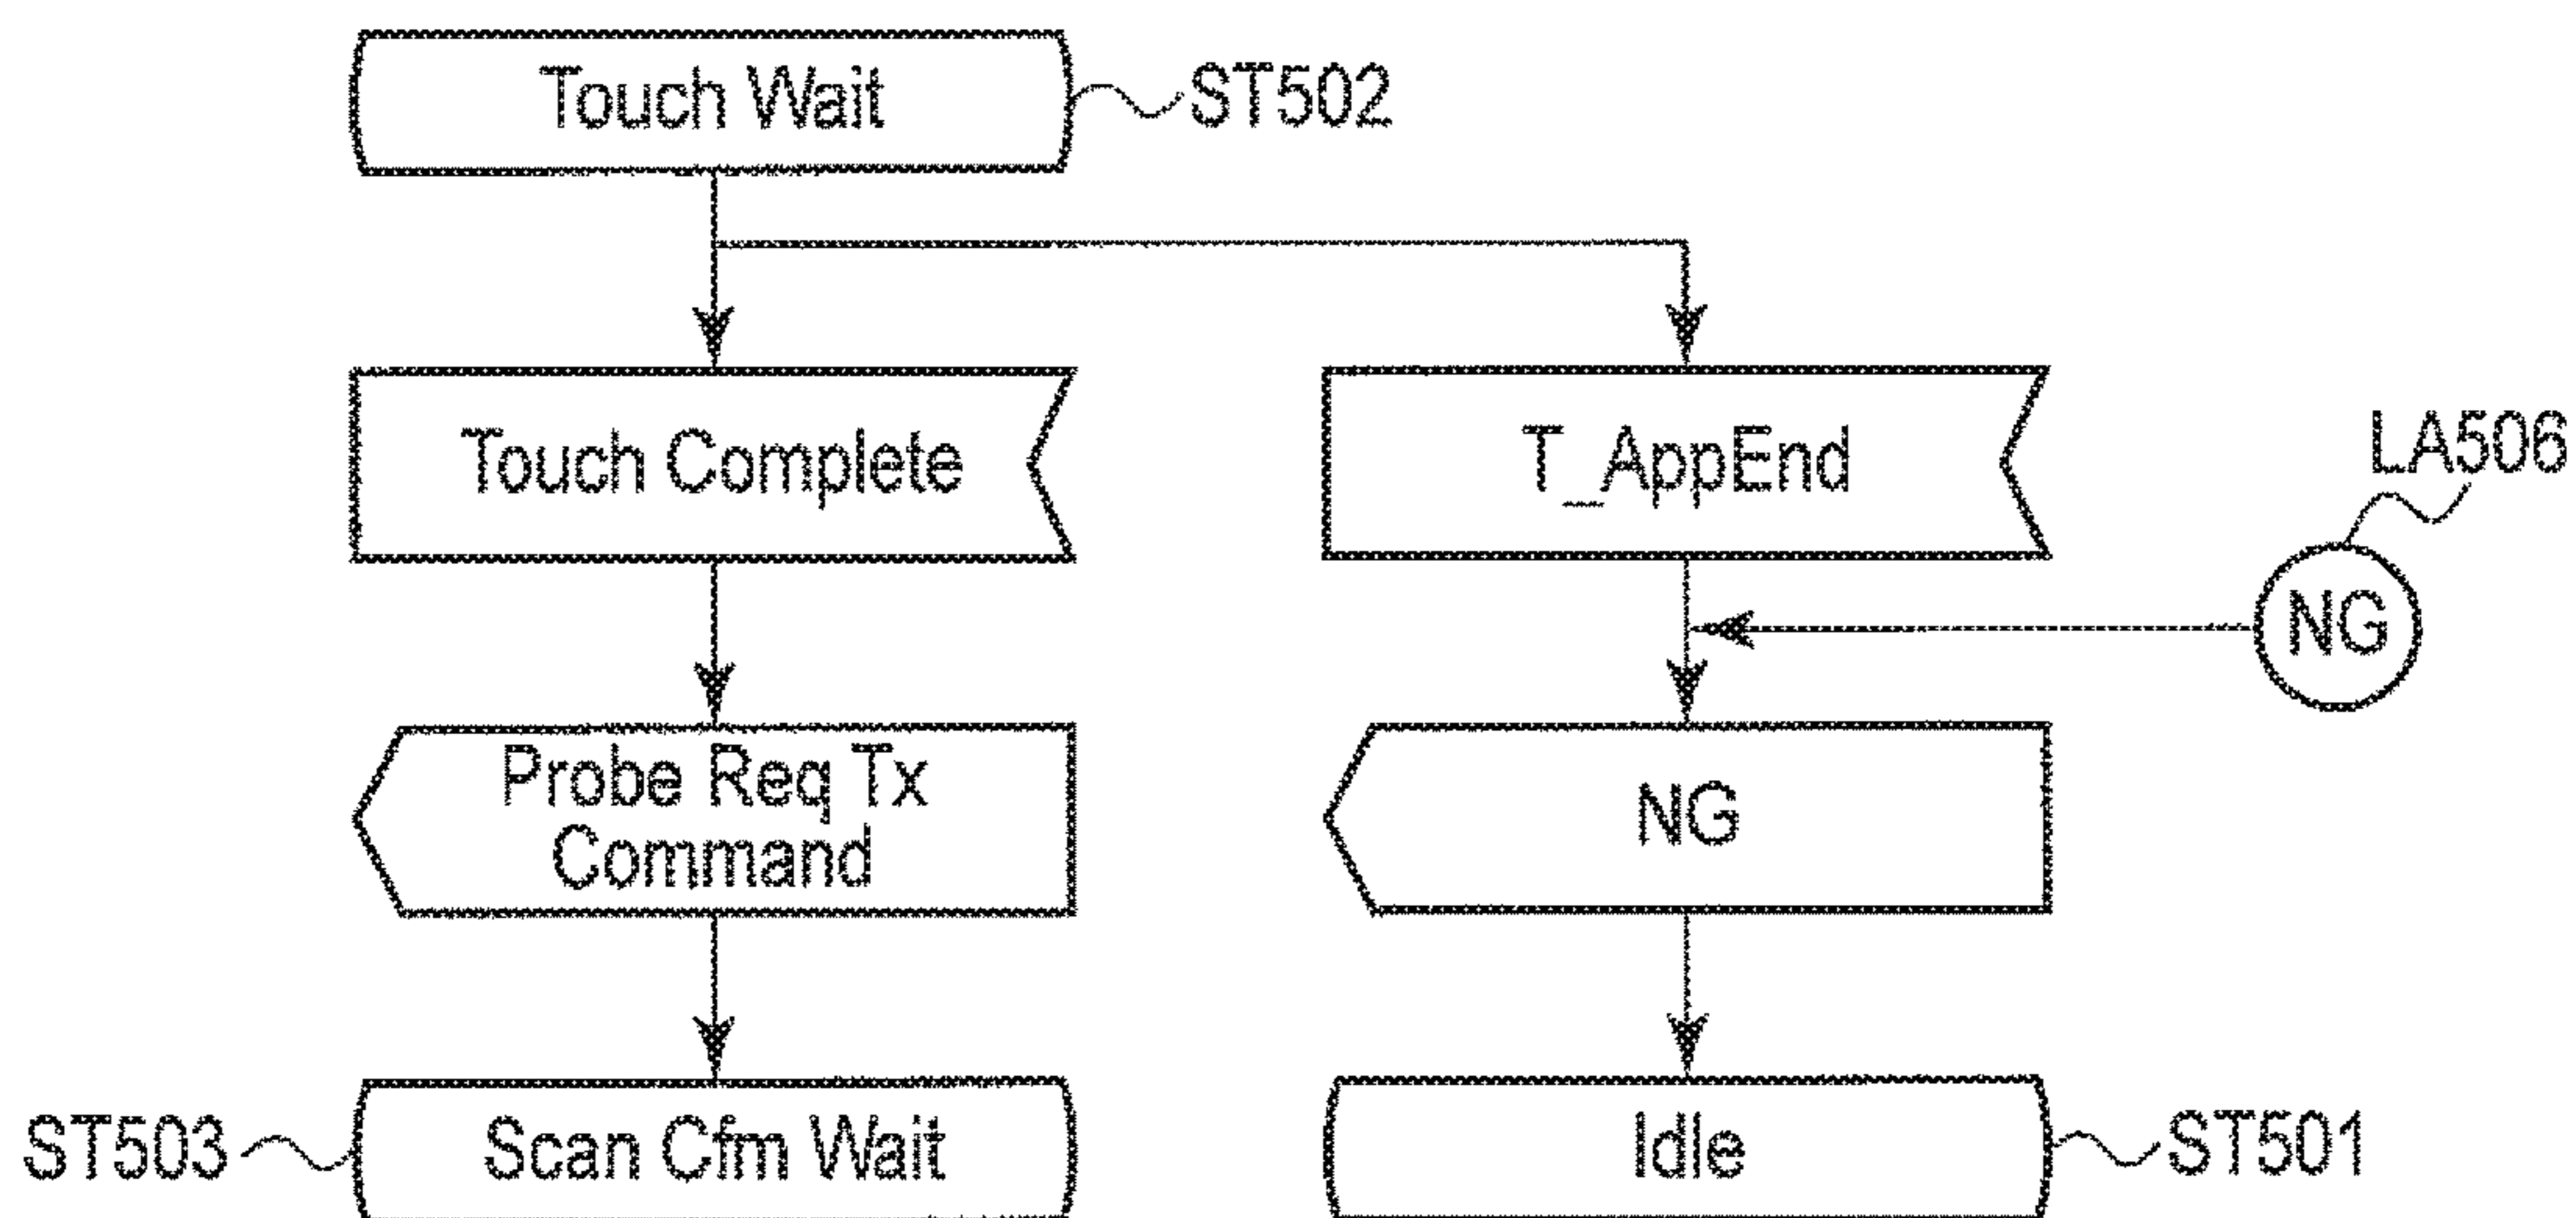 Touch Wait
ST502
Touch Complete
T_AppEnd
LA506
NG
Probe Req Tx
Command
NG
ST503
Scan Cfm Wait
Idle
ST501